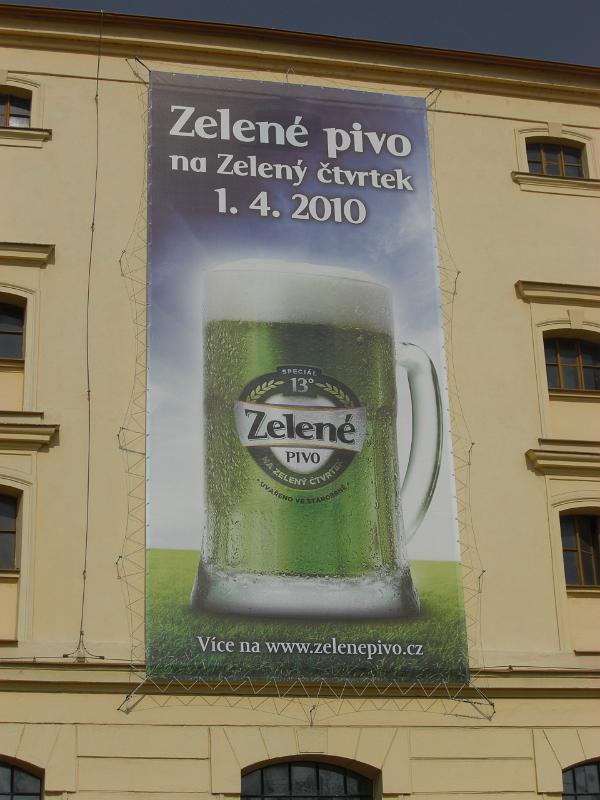 Zelené pivo
na Zelený čtvrtek
1. 4. 2010
SPECIÁL
13°
Zelené
PIVO
NA ZELENÝ ČTVRTEK
UVAŘENO VE STAROBRNĚ
Více na www.zelenepivo.cz